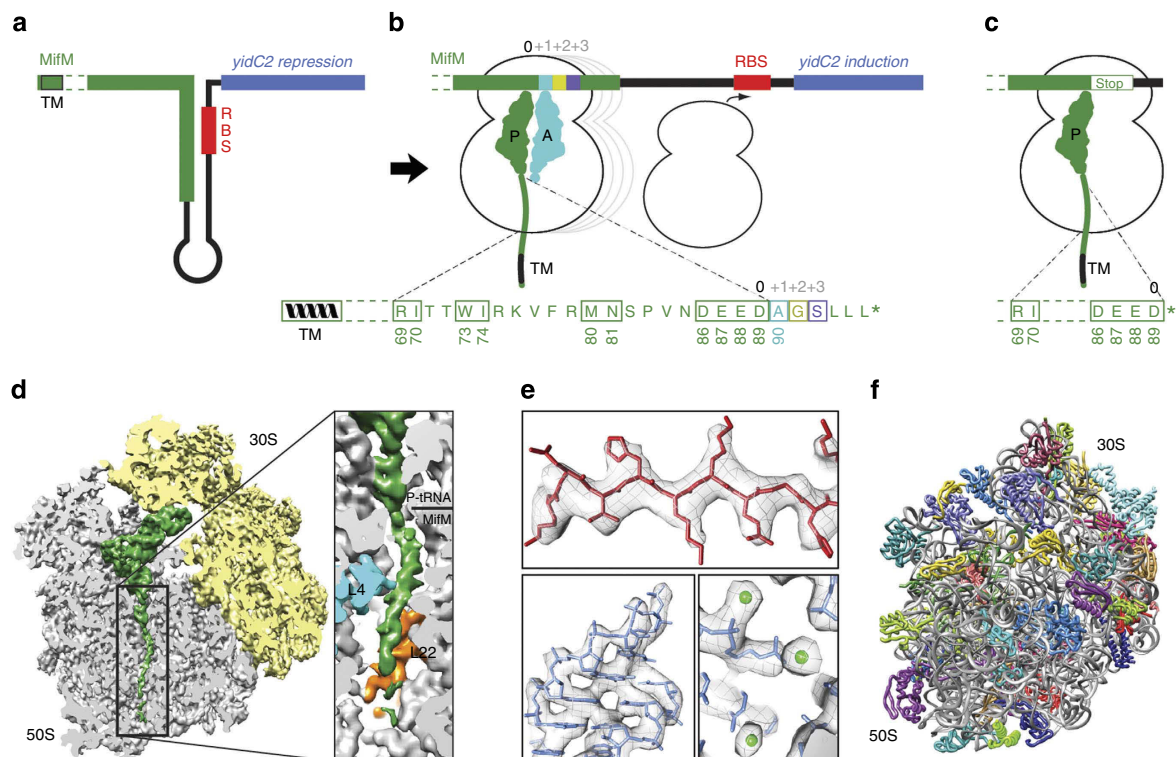 a
MifM
TM
yidC2 repression
R
B
S
b
MifM
0 +1+2+3
RBS
yidC2 induction
P
A
TM
0 +1+2+3
R I T T W I R K V F R M N S P V N D E E D A G S L L L *
TM
69 70 73 74 80 81 86 87 88 89 90
c
Stop
P
TM
0
R I D E E D *
69 70 86 87 88 89
d
30S
50S
P-tRNA
MifM
L4
L22
e
f
30S
50S